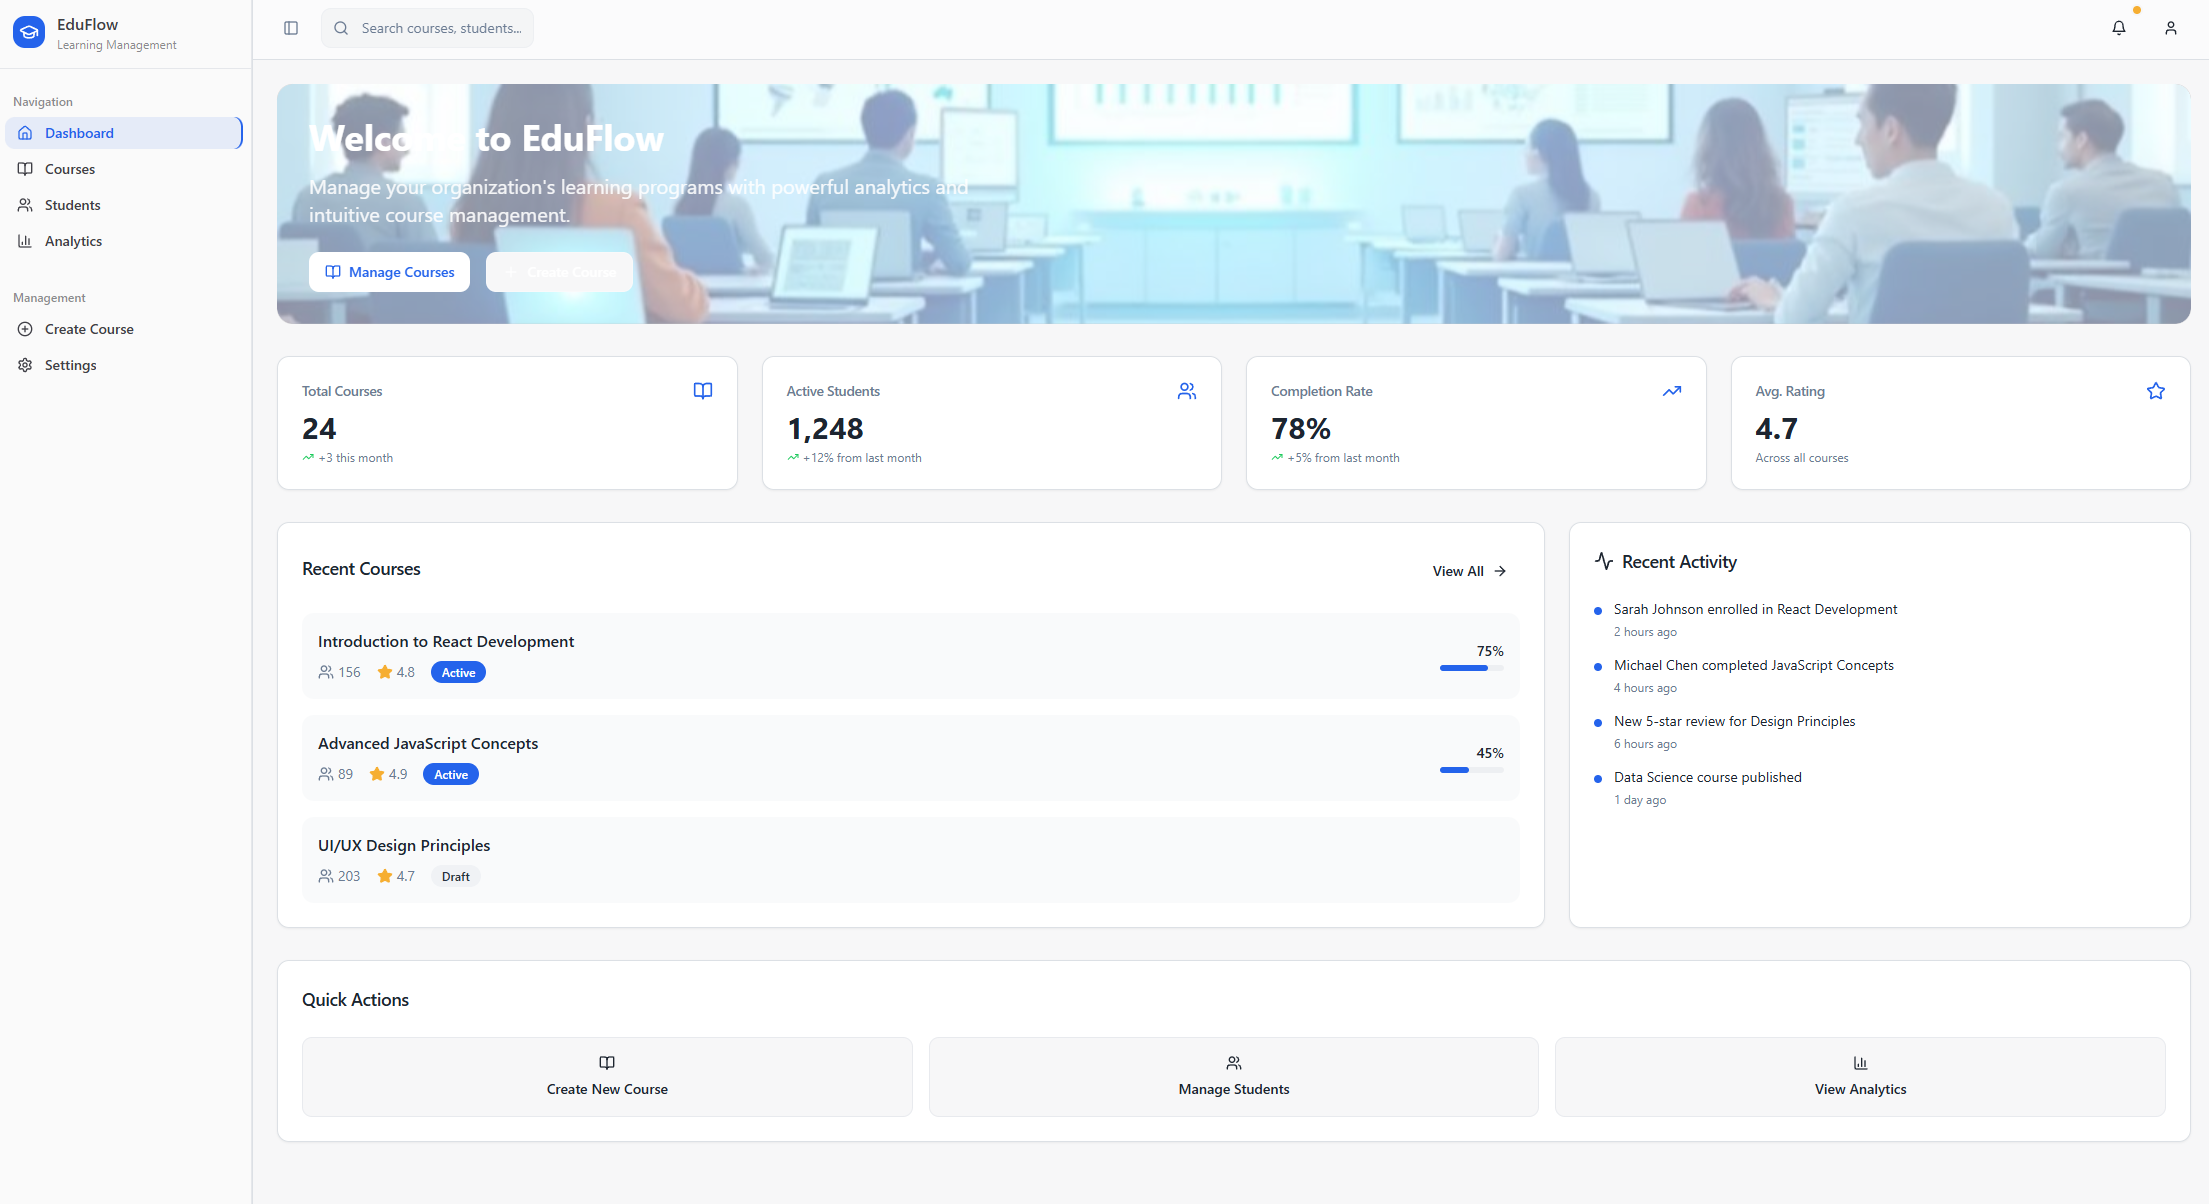 EduFlow
Learning Management
Search courses, students...
Navigation
Dashboard
Courses
Students
Analytics
Management
Create Course
Settings
Welcome to EduFlow
Manage your organization's learning programs with powerful analytics and
intuitive course management.
Manage Courses
Create Course
Total Courses
24
+3 this month
Active Students
1,248
+12% from last month
Completion Rate
78%
+5% from last month
Avg. Rating
4.7
Across all courses
Recent Courses
View All
Introduction to React Development
156 4.8 Active
75%
Advanced JavaScript Concepts
89 4.9 Active
45%
UI/UX Design Principles
203 4.7 Draft
Recent Activity
Sarah Johnson enrolled in React Development
2 hours ago
Michael Chen completed JavaScript Concepts
4 hours ago
New 5-star review for Design Principles
6 hours ago
Data Science course published
1 day ago
Quick Actions
Create New Course
Manage Students
View Analytics